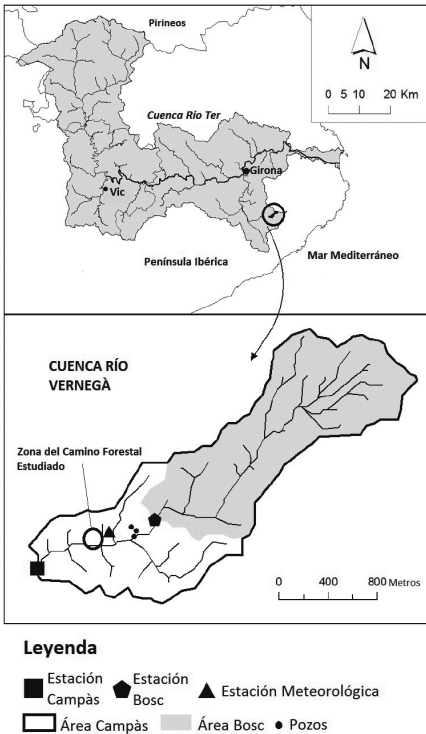 Pirineos
N
0 5 10 20 Km
Cuenca Río Ter
Girona
Vic
Península Ibérica
Mar Mediterráneo
CUENCA RÍO
VERNEGÀ
Zona del Camino Forestal
Estudiado
0 400 800 Metros
Leyenda
Estación
Campàs
Estación
Bosc
Estación Meteorológica
Área Campàs
Área Bosc
Pozos